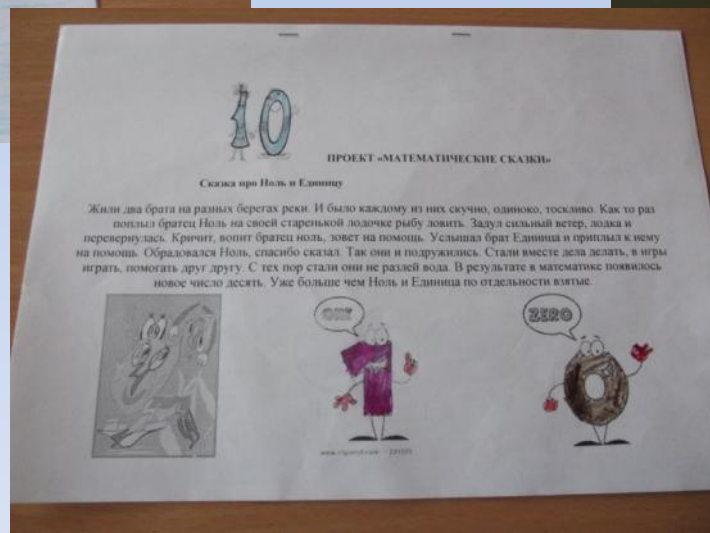 10
ПРОЕКТ «МАТЕМАТИЧЕСКИЕ СКАЗКИ»
Сказка про Ноль и Единицу
Жили два брата на разных берегах реки. И было каждому из них скучно, одиноко, тоскливо. Как то раз
поплыл братец Ноль на своей старенькой лодочке рыбу ловить. Задул сильный ветер, лодка и
перевернулась. Кричит, вопит братец ноль, зовет на помощь. Услышал брат Единица и приплыл к нему
на помощь. Обрадовался Ноль, спасибо сказал. Так они и подружились. Стали вместе дела делать, в игры
играть, помогать друг другу. С тех пор стали они не разлей вода. В результате в математике появилось
новое число десять. Уже больше чем Ноль и Единица по отдельности взятые.
ONE
ZERO